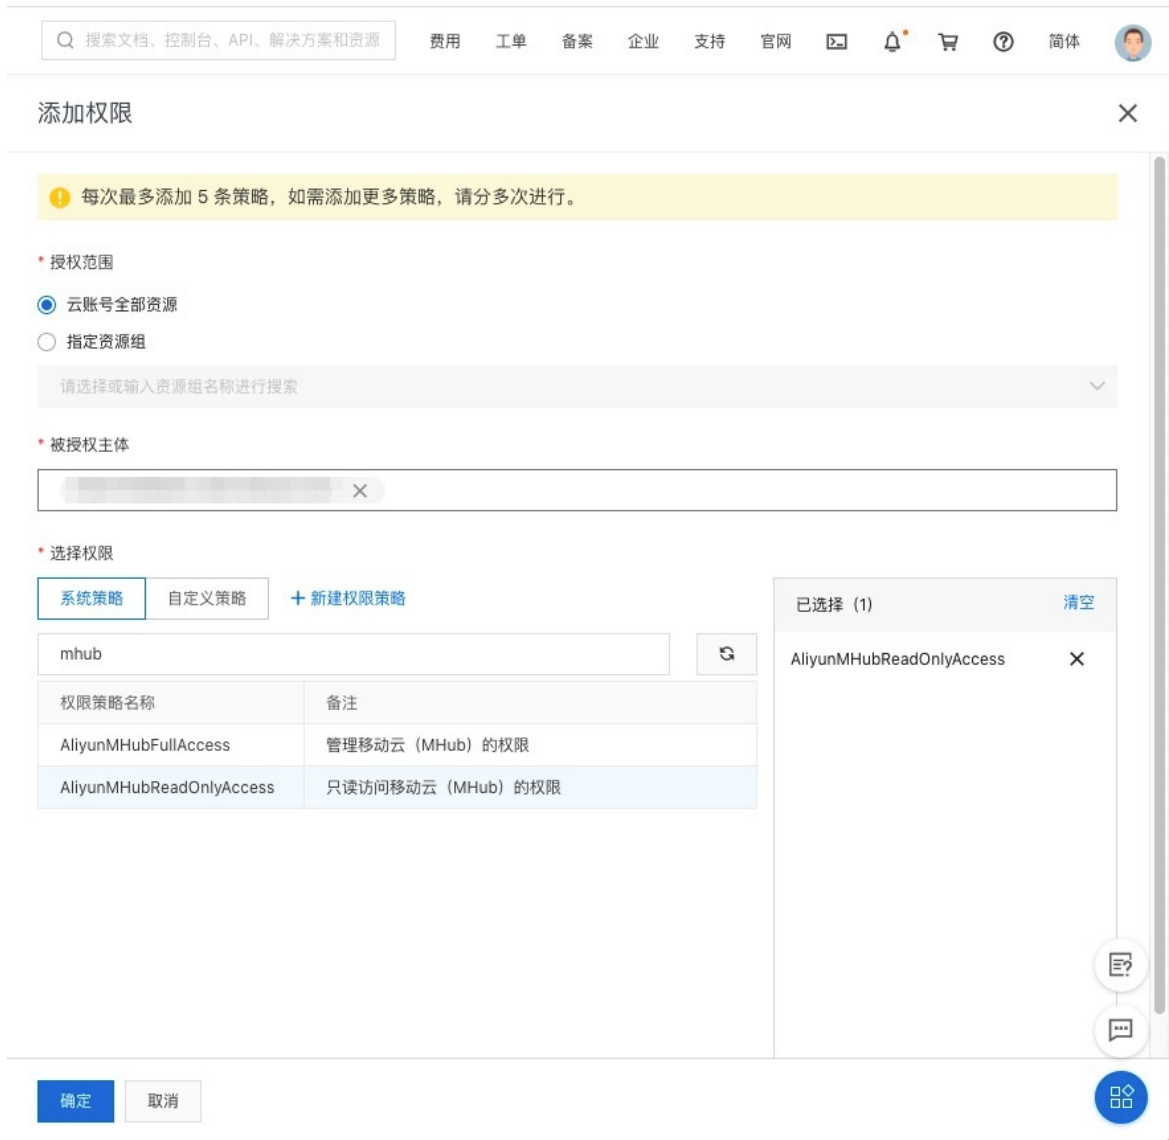 搜索文档、控制台、API、解决方案和资源 费用 工单 备案 企业 支持 官网 简体
添加权限
每次最多添加 5 条策略，如需添加更多策略，请分多次进行。
* 授权范围
云账号全部资源
指定资源组
请选择或输入资源组名称进行搜索
* 被授权主体
* 选择权限
系统策略 自定义策略 + 新建权限策略
已选择（1） 清空
mhub
AliyunMHubReadOnlyAccess
权限策略名称 备注
AliyunMHubFullAccess 管理移动云（MHub）的权限
AliyunMHubReadOnlyAccess 只读访问移动云（MHub）的权限
确定 取消